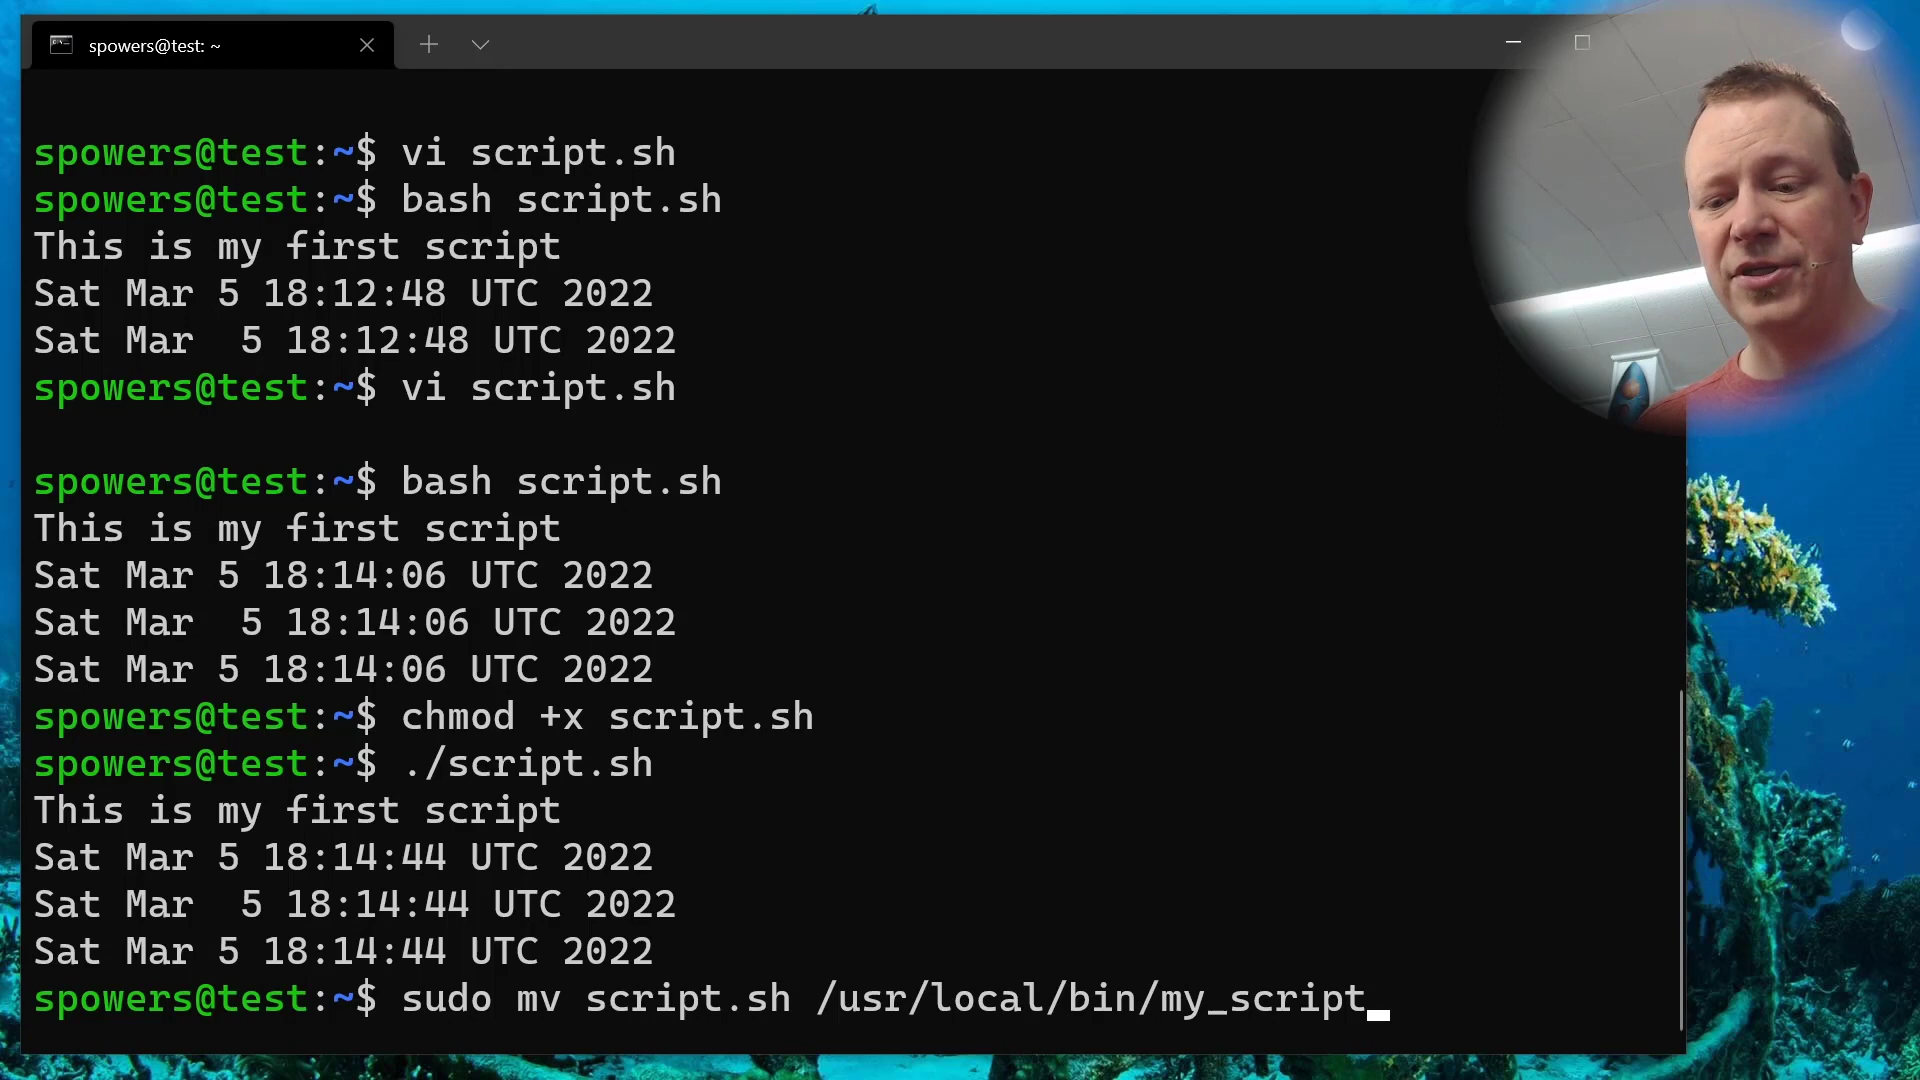 spowers@test: ~
spowers@test:~$ vi script.sh
spowers@test:~$ bash script.sh
This is my first script
Sat Mar 5 18:12:48 UTC 2022
Sat Mar  5 18:12:48 UTC 2022
spowers@test:~$ vi script.sh
spowers@test:~$ bash script.sh
This is my first script
Sat Mar 5 18:14:06 UTC 2022
Sat Mar  5 18:14:06 UTC 2022
Sat Mar 5 18:14:06 UTC 2022
spowers@test:~$ chmod +x script.sh
spowers@test:~$ ./script.sh
This is my first script
Sat Mar 5 18:14:44 UTC 2022
Sat Mar  5 18:14:44 UTC 2022
Sat Mar 5 18:14:44 UTC 2022
spowers@test:~$ sudo mv script.sh /usr/local/bin/my_script